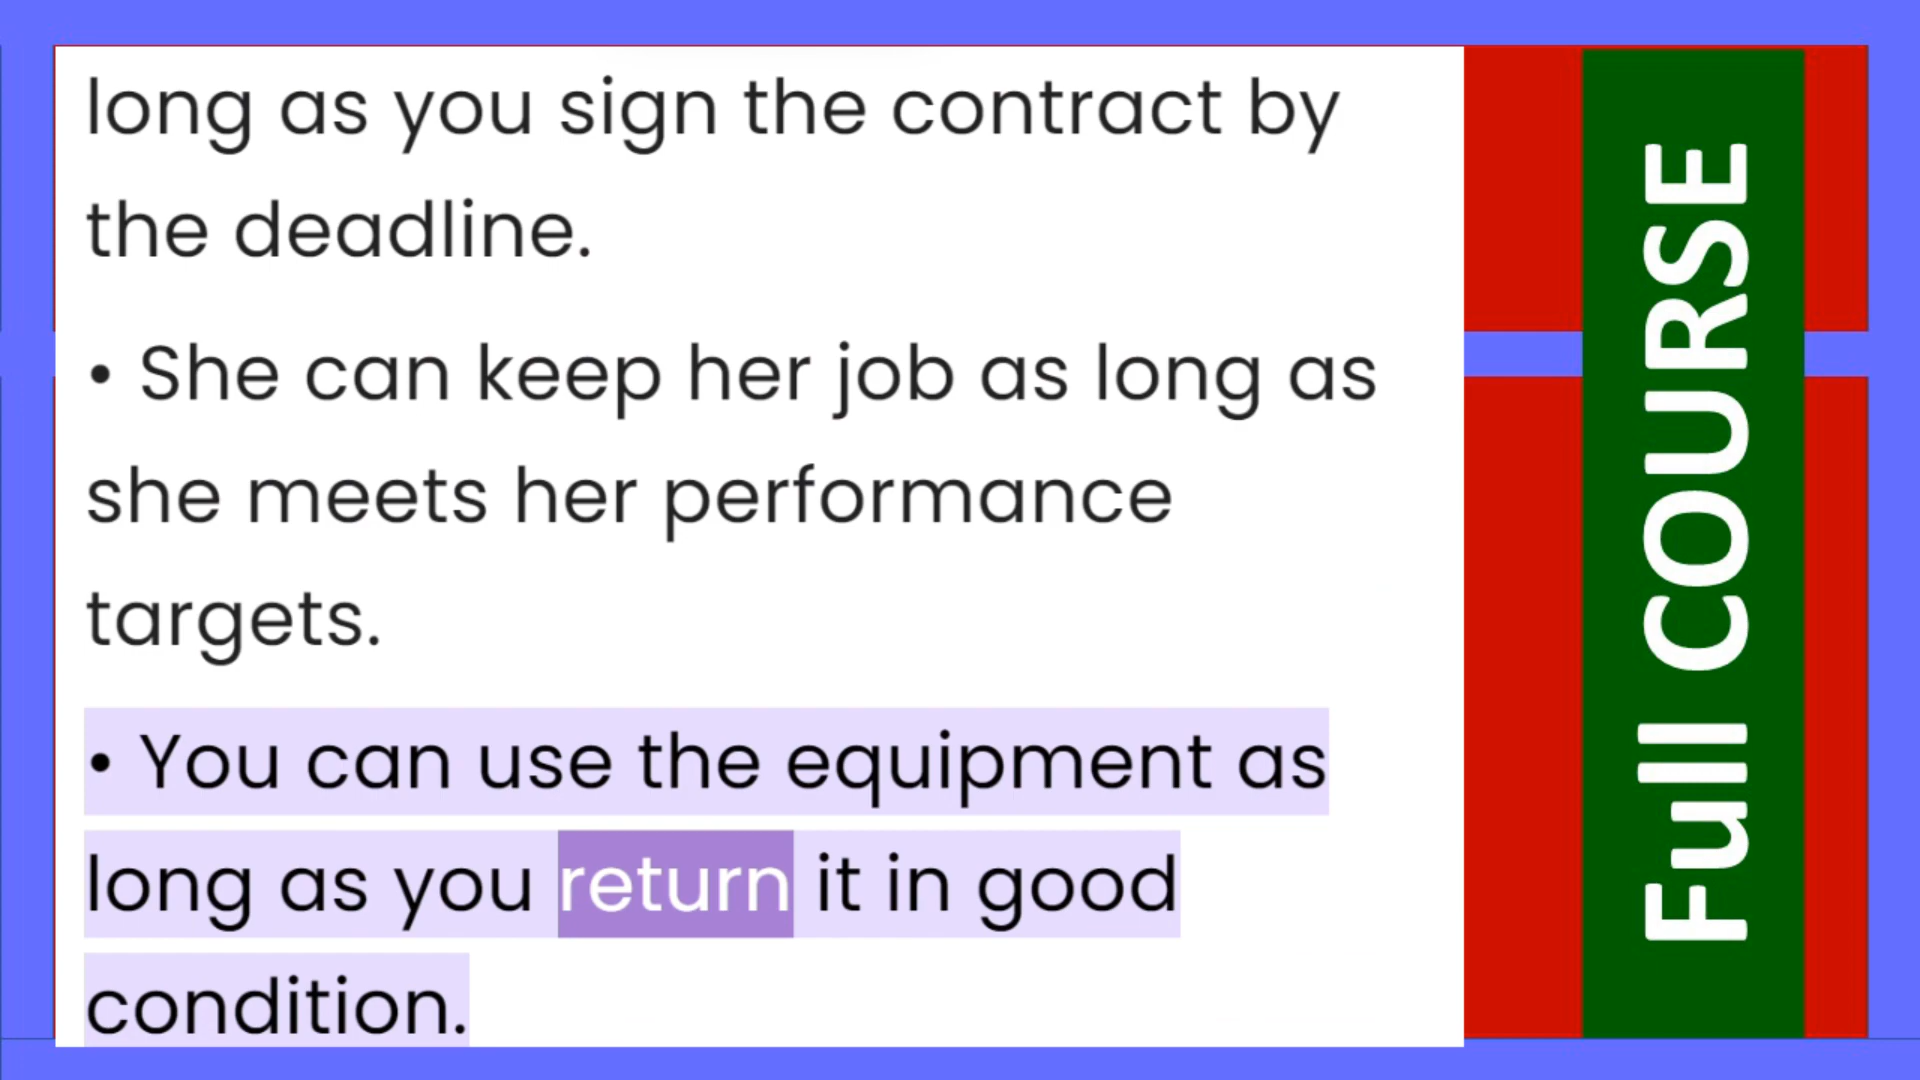 long as you sign the contract by
the deadline.
• She can keep her job as long as
she meets her performance
targets.
• You can use the equipment as
long as you return it in good
condition.
Full COURSE